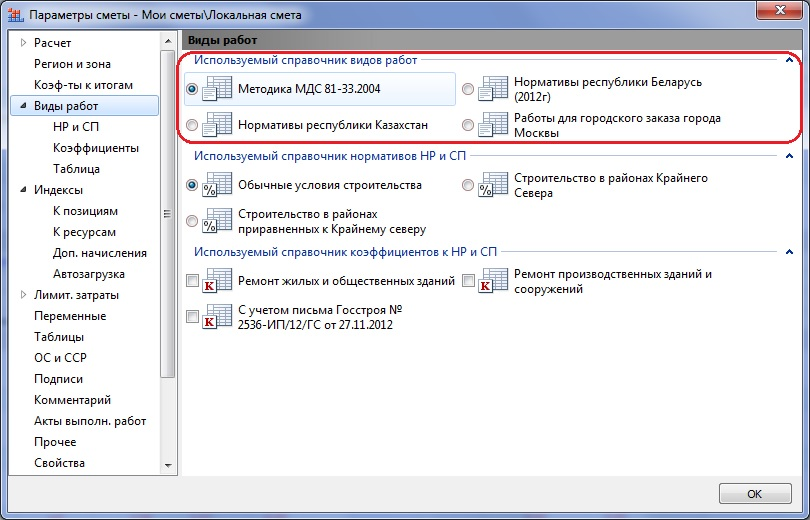 Параметры сметы - Мои сметы\Локальная смета
Расчет
Регион и зона
Коэф-ты к итогам
Виды работ
НР и СП
Коэффициенты
Таблица
Индексы
К позициям
К ресурсам
Доп. начисления
Автозагрузка
Лимит. затраты
Переменные
Таблицы
ОС и ССР
Подписи
Комментарий
Акты выполн. работ
Прочее
Свойства
Виды работ
Используемый справочник видов работ
Методика МДС 81-33.2004
Нормативы республики Беларусь
(2012г)
Нормативы республики Казахстан
Работы для городского заказа города
Москвы
Используемый справочник нормативов НР и СП
%
Обычные условия строительства
%
Строительство в районах Крайнего
Севера
%
Строительство в районах
приравненных к Крайнему северу
Используемый справочник коэффициентов к НР и СП
К
Ремонт жилых и общественных зданий
К
Ремонт производственных зданий и
сооружений
К
С учетом письма Госстроя №
2536-ИП/12/ГС от 27.11.2012
ОК